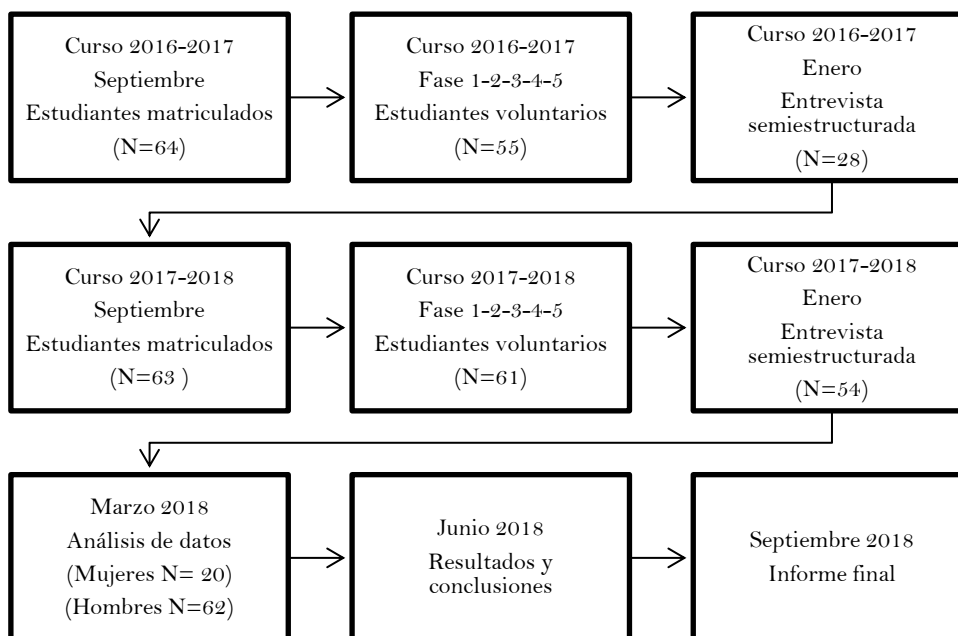 Curso 2016-2017
Septiembre
Estudiantes matriculados
(N=64)
Curso 2016-2017
Fase 1-2-3-4-5
Estudiantes voluntarios
(N=55)
Curso 2016-2017
Enero
Entrevista
semiestructurada
(N=28)
Curso 2017-2018
Septiembre
Estudiantes matriculados
(N=63 )
Curso 2017-2018
Fase 1-2-3-4-5
Estudiantes voluntarios
(N=61)
Curso 2017-2018
Enero
Entrevista
semiestructurada
(N=54)
Marzo 2018
Análisis de datos
(Mujeres N= 20)
(Hombres N=62)
Junio 2018
Resultados y
conclusiones
Septiembre 2018
Informe final